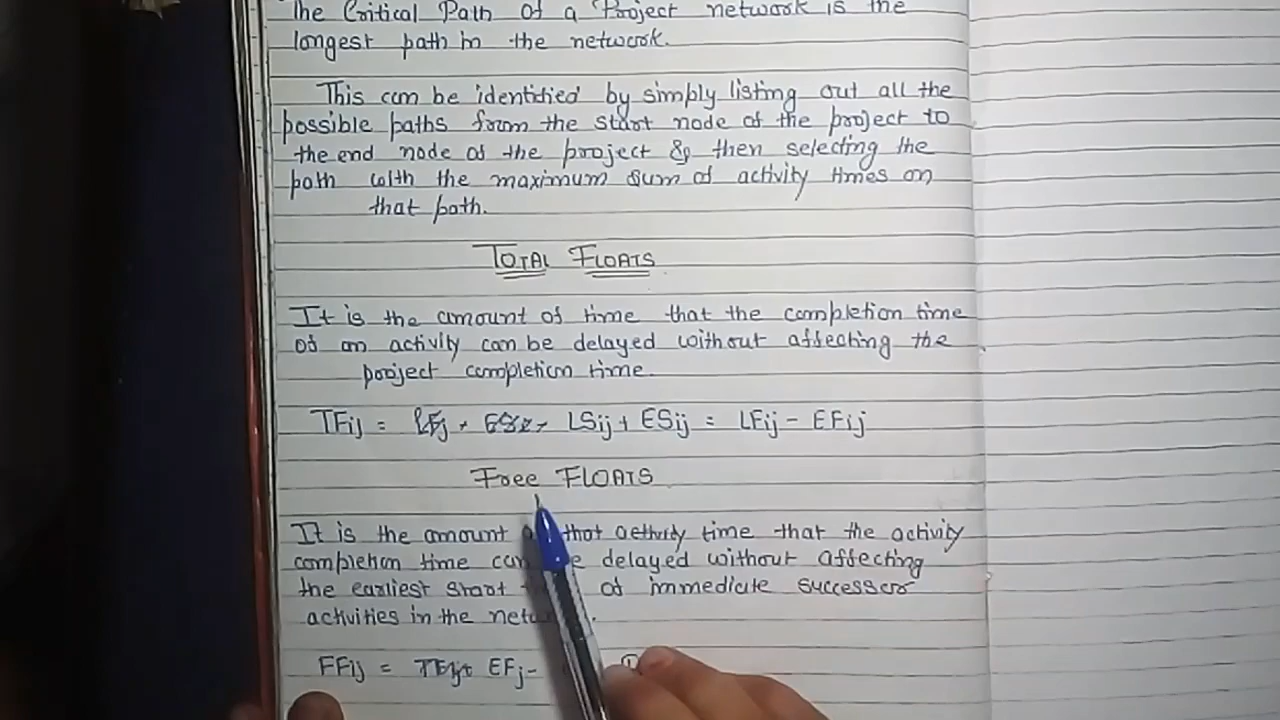 The Critical Path of a Project network is the
longest path in the network.
This can be identified by simply listing out all the
possible paths from the start node of the project to
the end node of the project & then selecting the
path with the maximum sum of activity times on
that path.
TOTAL FLOATS
It is the amount of time that the completion time
of an activity can be delayed without affecting the
project completion time.
TFij = LSij + ESij = LFij - EFij
Free FLOATS
It is the amount that time that the activity
completion time can be delayed without affecting
the earliest start of immediate successor
activities in the
FFij = EFj-